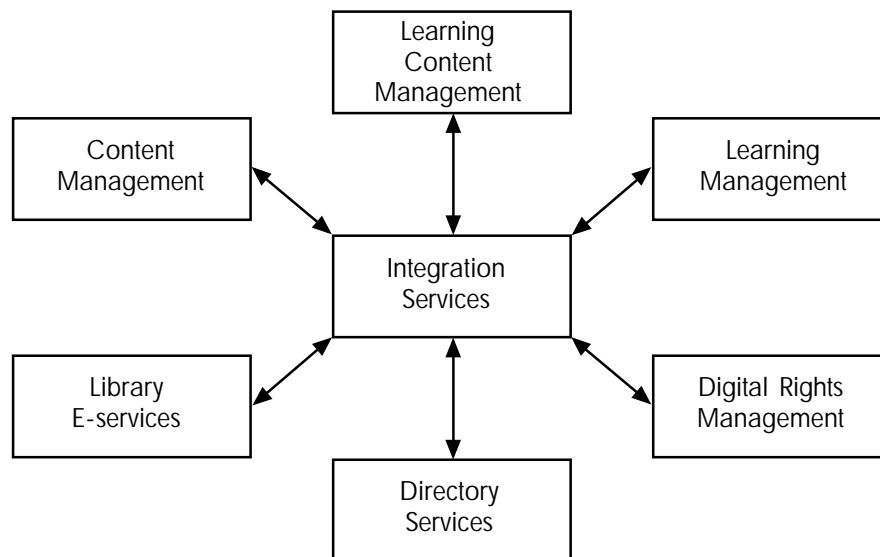 Learning
Content
Management
Content
Management
Learning
Management
Integration
Services
Library
E-services
Digital Rights
Management
Directory
Services